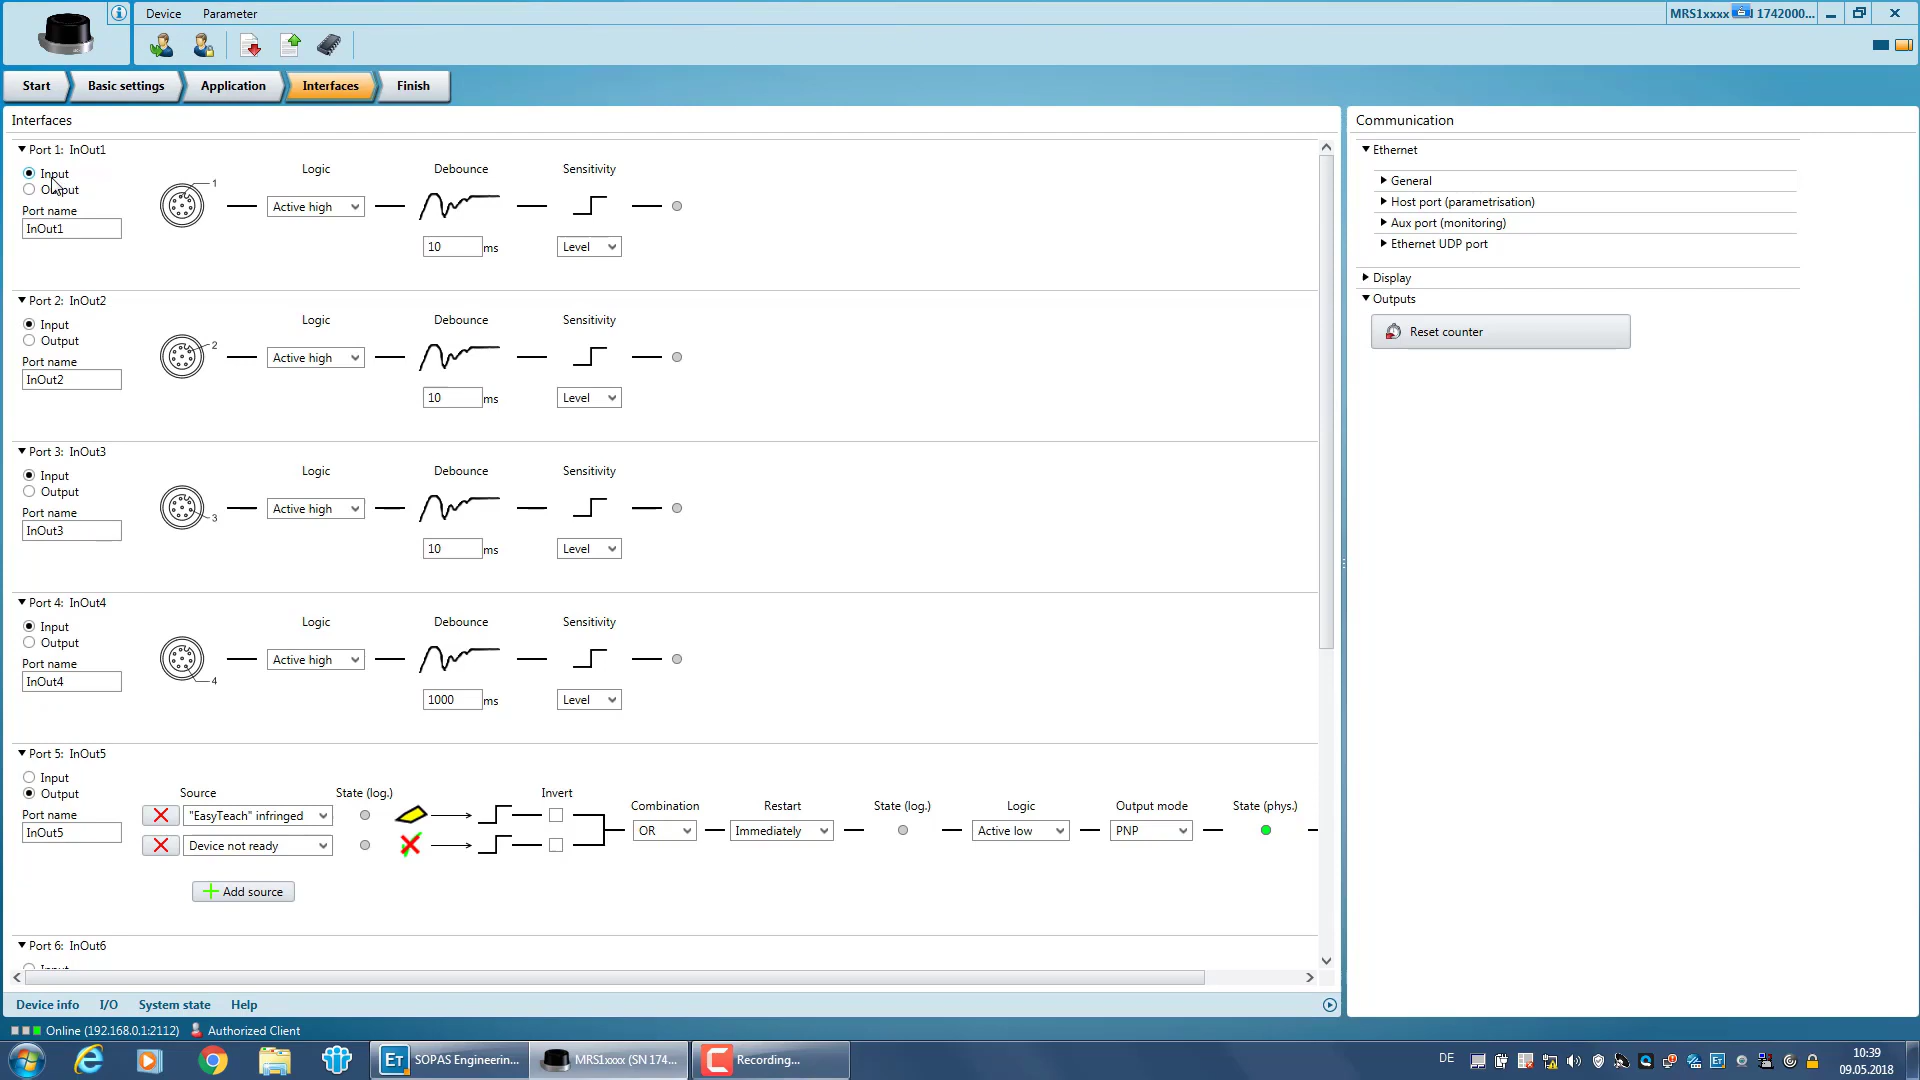 Device Parameter
MRS1xxxx
1742000...
Start Basic settings Application Interfaces Finish
Interfaces
Port 1: InOut1
Input
Output
Port name
InOut1
1
Logic Debounce Sensitivity
Active high
10 ms Level
Port 2: InOut2
Input
Output
Port name
InOut2
2
Logic Debounce Sensitivity
Active high
10 ms Level
Port 3: InOut3
Input
Output
Port name
InOut3
3
Logic Debounce Sensitivity
Active high
10 ms Level
Port 4: InOut4
Input
Output
Port name
InOut4
4
Logic Debounce Sensitivity
Active high
1000 ms Level
Port 5: InOut5
Input
Output
Port name
InOut5
Source State (log.) Invert Combination Restart State (log.) Logic Output mode State (phys.)
"EasyTeach" infringed
Device not ready
OR Immediately Active low PNP
Add source
Port 6: InOut6
Input
Communication
Ethernet
General
Host port (parametrisation)
Aux port (monitoring)
Ethernet UDP port
Display
Outputs
Reset counter
Device info I/O System state Help
Online (192.168.0.1:2112) Authorized Client
ET SOPAS Engineerin... MRS1xxxx (SN 174... Recording...
DE
10:39
09.05.2018